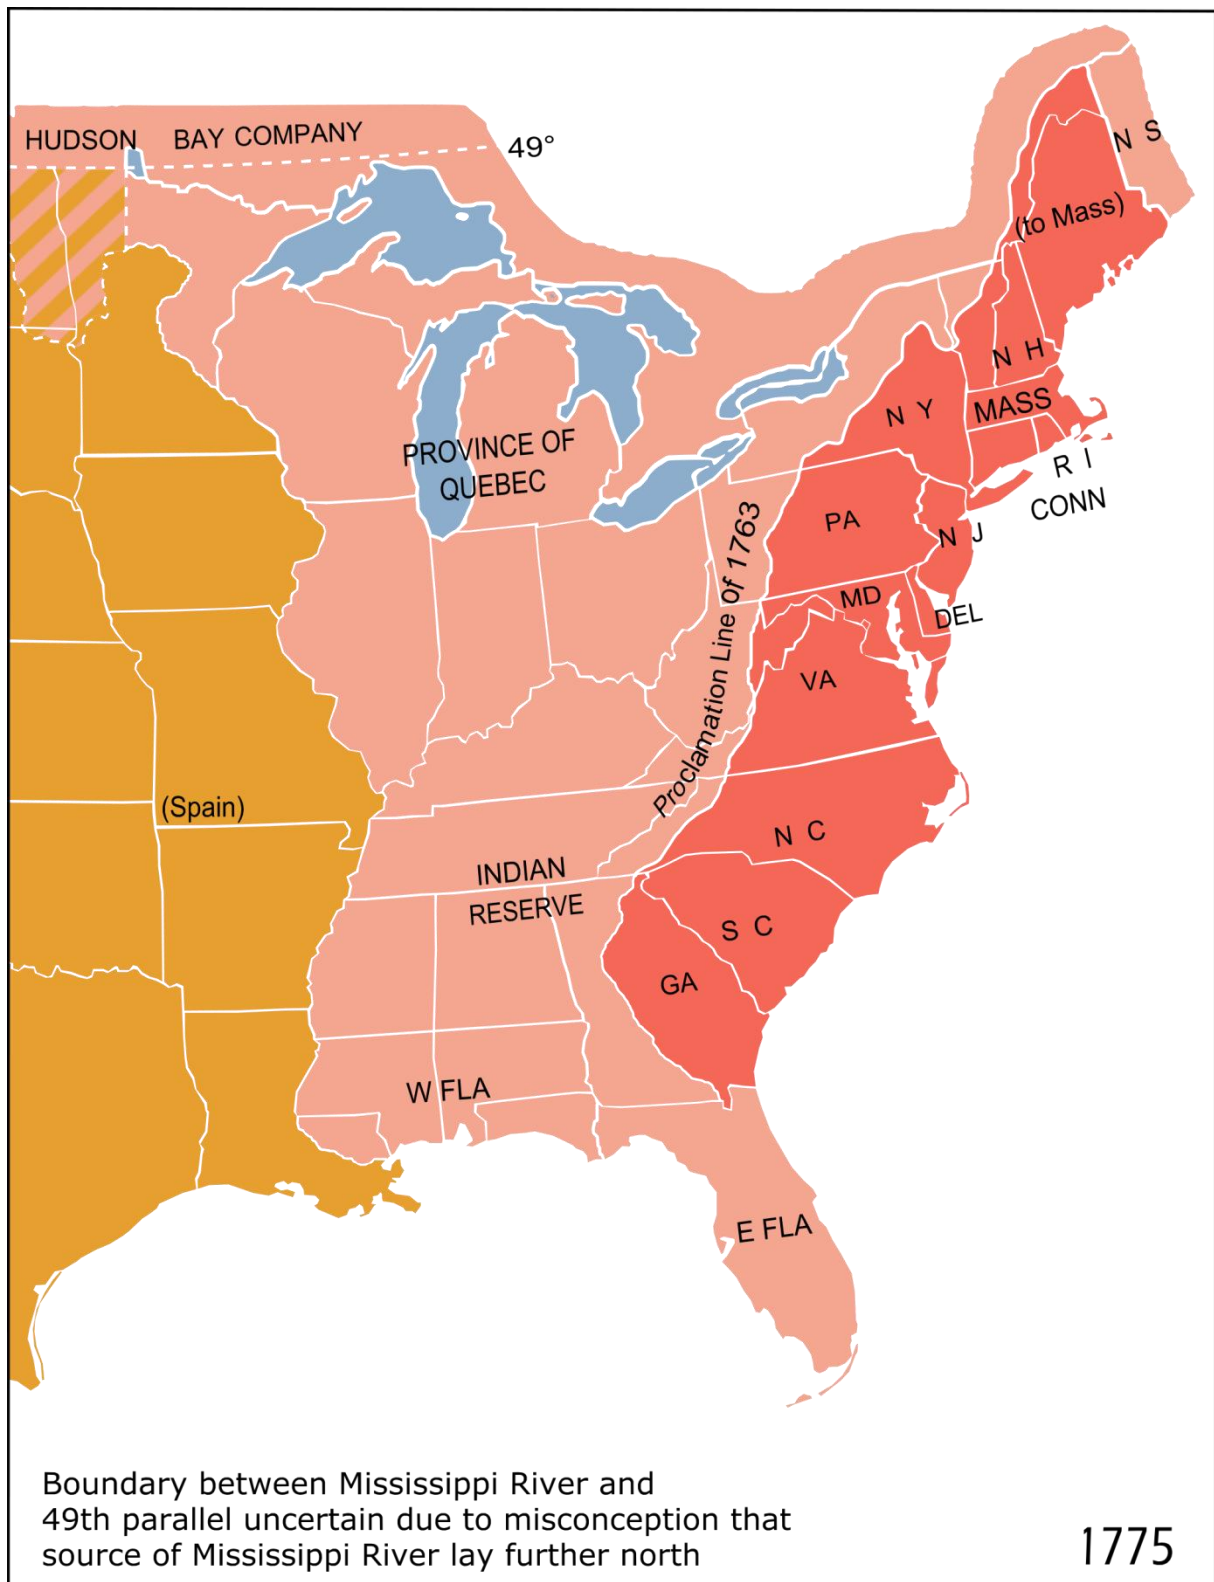 HUDSON BAY COMPANY
49°
N S
(to Mass)
N H
N Y
MASS
R I
CONN
PROVINCE OF
QUEBEC
PA
N J
Proclamation Line of 1763
MD
DEL
VA
(Spain)
N C
INDIAN
RESERVE
S C
GA
W FLA
E FLA
Boundary between Mississippi River and
49th parallel uncertain due to misconception that
source of Mississippi River lay further north
1775